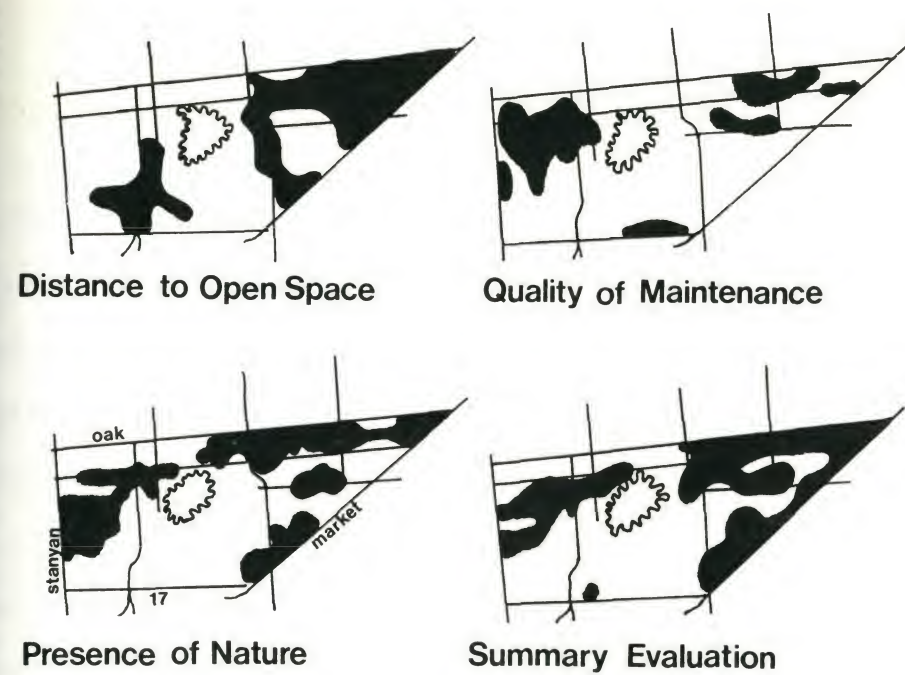 Distance to Open Space
Quality of Maintenance
oak
stanyan
market
17
Presence of Nature
Summary Evaluation